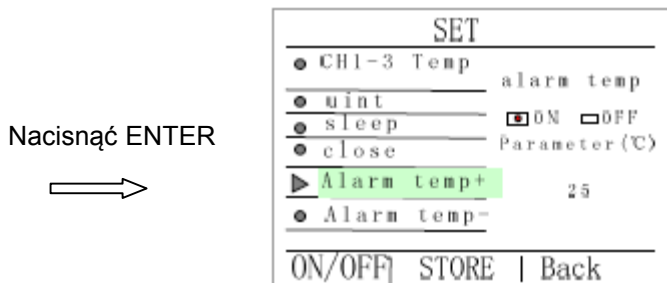 Nacisnąć ENTER
SET
CH1-3 Temp
uint
sleep
close
Alarm temp+
Alarm temp-
alarm temp
ON OFF
Parameter(℃)
25
ON/OFF| STORE | Back